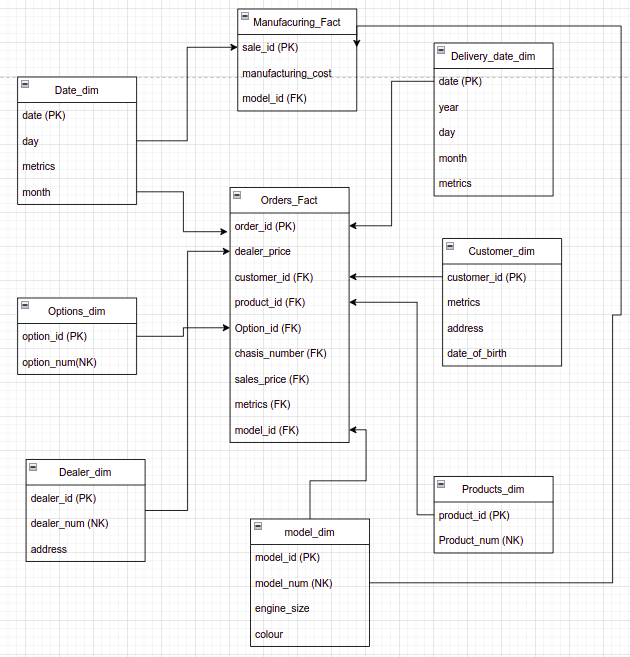 Manufacuring_Fact
sale_id (PK)
manufacturing_cost
model_id (FK)
Delivery_date_dim
date (PK)
year
day
month
metrics
Date_dim
date (PK)
day
metrics
month
Orders_Fact
order_id (PK)
dealer_price
customer_id (FK)
product_id (FK)
Option_id (FK)
chasis_number (FK)
sales_price (FK)
metrics (FK)
model_id (FK)
Customer_dim
customer_id (PK)
metrics
address
date_of_birth
Options_dim
option_id (PK)
option_num(NK)
Dealer_dim
dealer_id (PK)
dealer_num (NK)
address
Products_dim
product_id (PK)
Product_num (NK)
model_dim
model_id (PK)
model_num (NK)
engine_size
colour